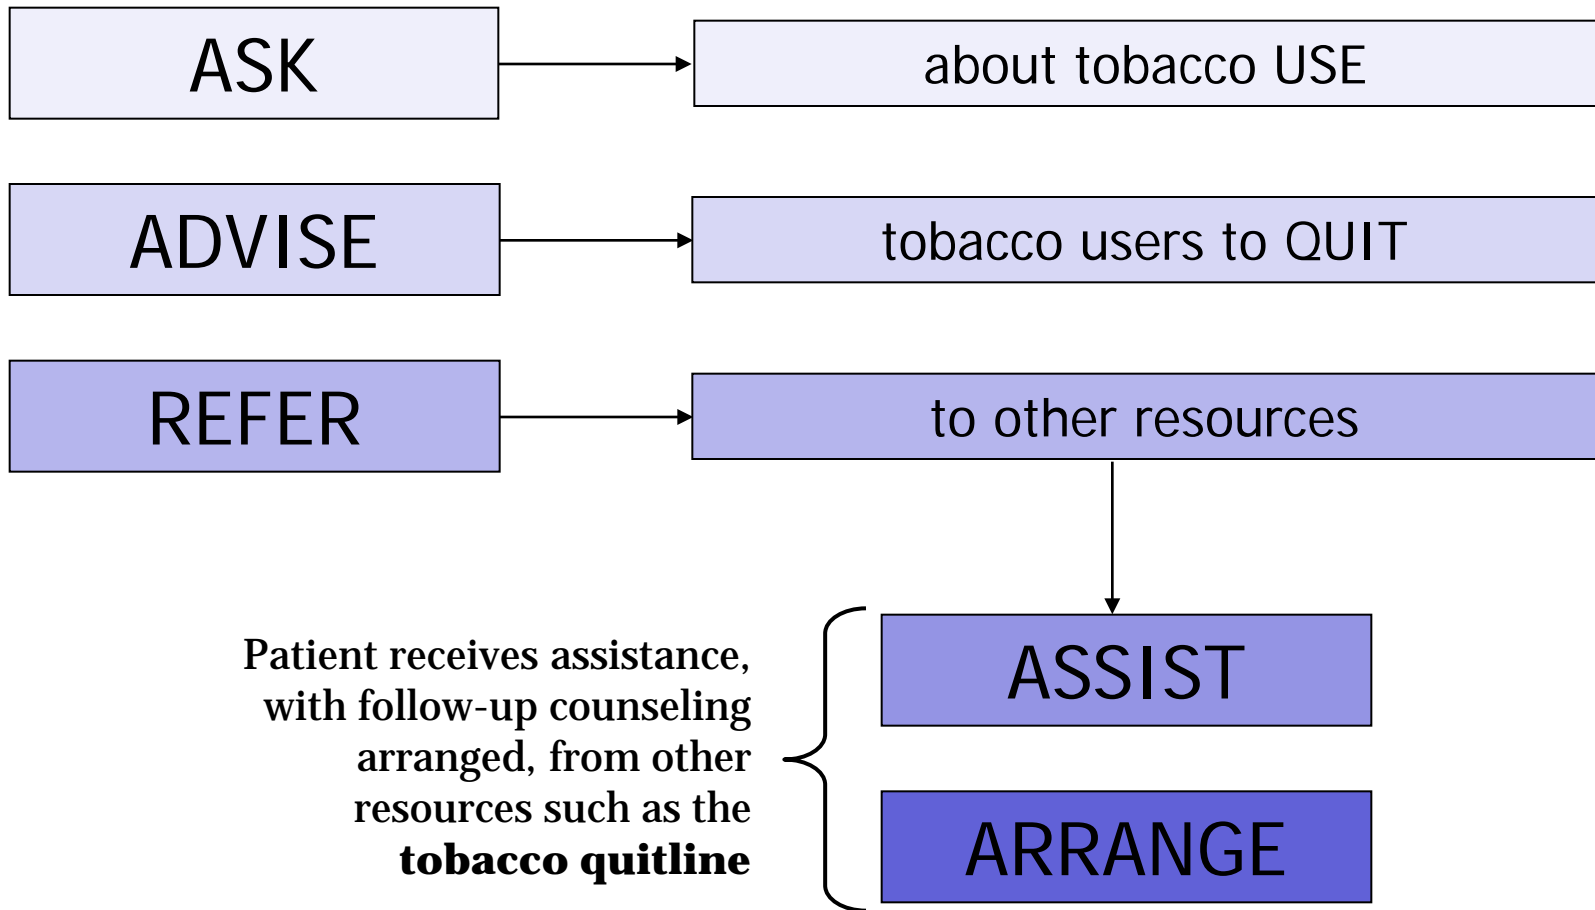 ASK
about tobacco USE
ADVISE
tobacco users to QUIT
REFER
to other resources
Patient receives assistance,
with follow-up counseling
arranged, from other
resources such as the
tobacco quitline
ASSIST
ARRANGE